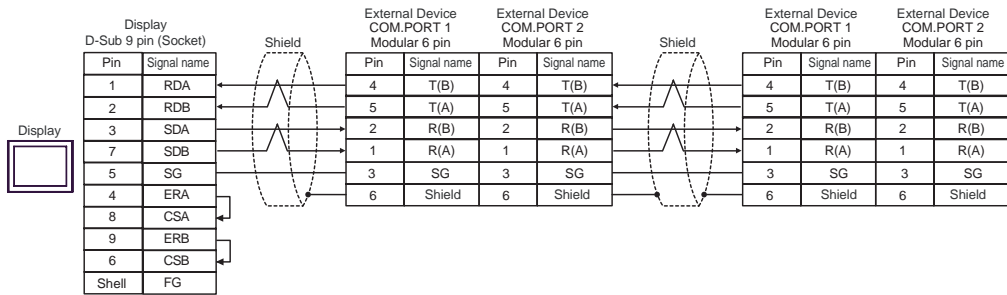 Display
D-Sub 9 pin (Socket)
Shield
External Device
COM.PORT 1
Modular 6 pin
External Device
COM.PORT 2
Modular 6 pin
Shield
External Device
COM.PORT 1
Modular 6 pin
External Device
COM.PORT 2
Modular 6 pin
Display
Pin Signal name Pin Signal name Pin Signal name Pin Signal name Pin Signal name
1 RDA 4 T(B) 4 T(B) 4 T(B) 4 T(B)
2 RDB 5 T(A) 5 T(A) 5 T(A) 5 T(A)
3 SDA 2 R(B) 2 R(B) 2 R(B) 2 R(B)
7 SDB 1 R(A) 1 R(A) 1 R(A) 1 R(A)
5 SG 3 SG 3 SG 3 SG 3 SG
4 ERA 6 Shield 6 Shield 6 Shield 6 Shield
8 CSA
9 ERB
6 CSB
Shell FG